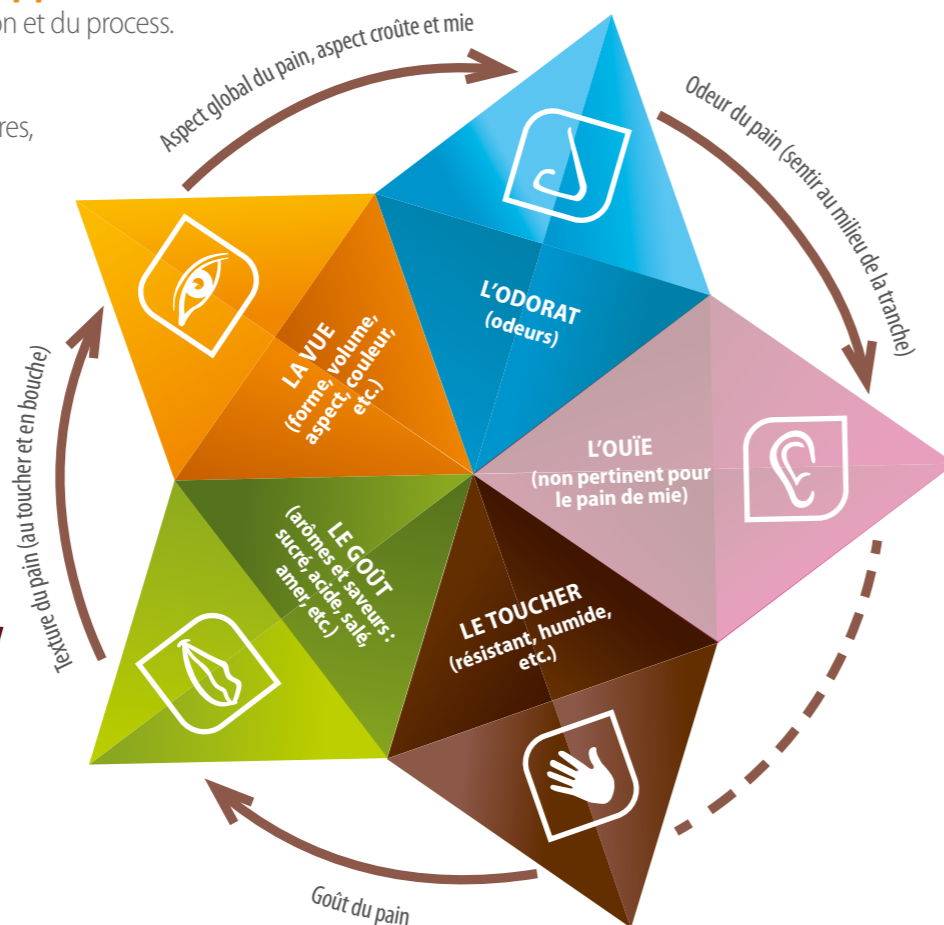 on et du process.
res,
Aspect global du pain, aspect croûte et mie
Odeur du pain (sentir au milieu de la tranche)
L'ODORAT
(odeurs)
LA VUE
(forme, volume,
aspect, couleur,
etc.)
L'OUÏE
(non pertinent pour
le pain de mie)
LE GOÛT
(arômes et saveurs :
sucré, acide, salé,
amer, etc.)
LE TOUCHER
(résistant, humide,
etc.)
Texture du pain (au toucher et en bouche)
Goût du pain